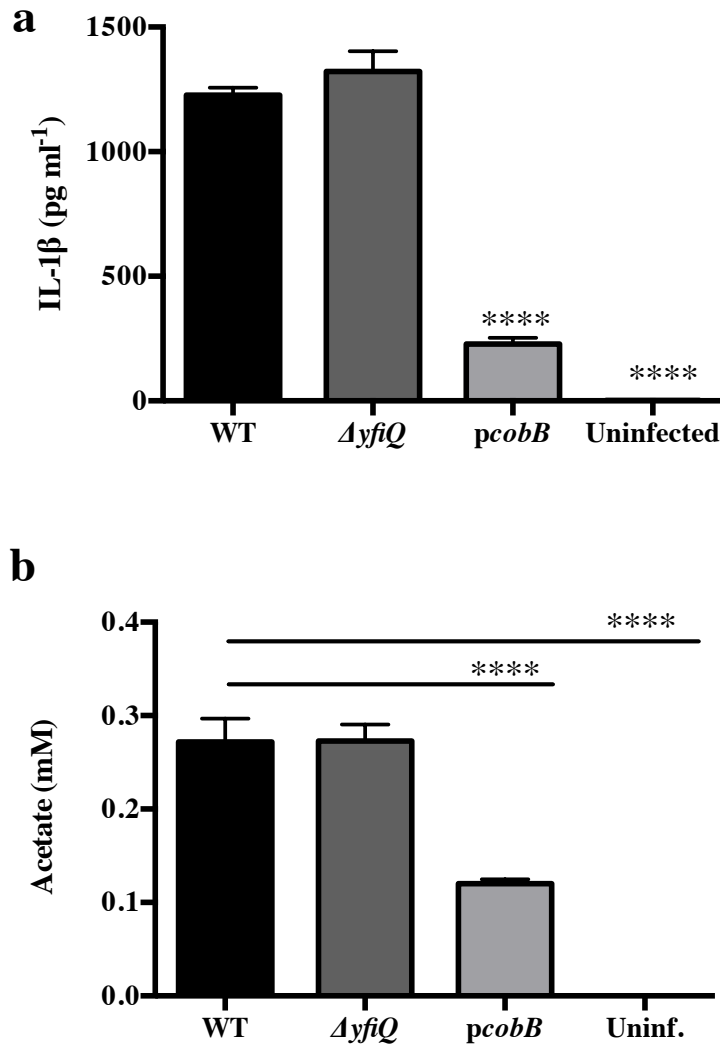 a
1500
1000
500
0
IL-1β (pg ml-1)
****
****
WT
ΔyfiQ
pcobB
Uninfected
b
0.4
0.3
0.2
0.1
0.0
Acetate (mM)
****
****
WT
ΔyfiQ
pcobB
Uninf.